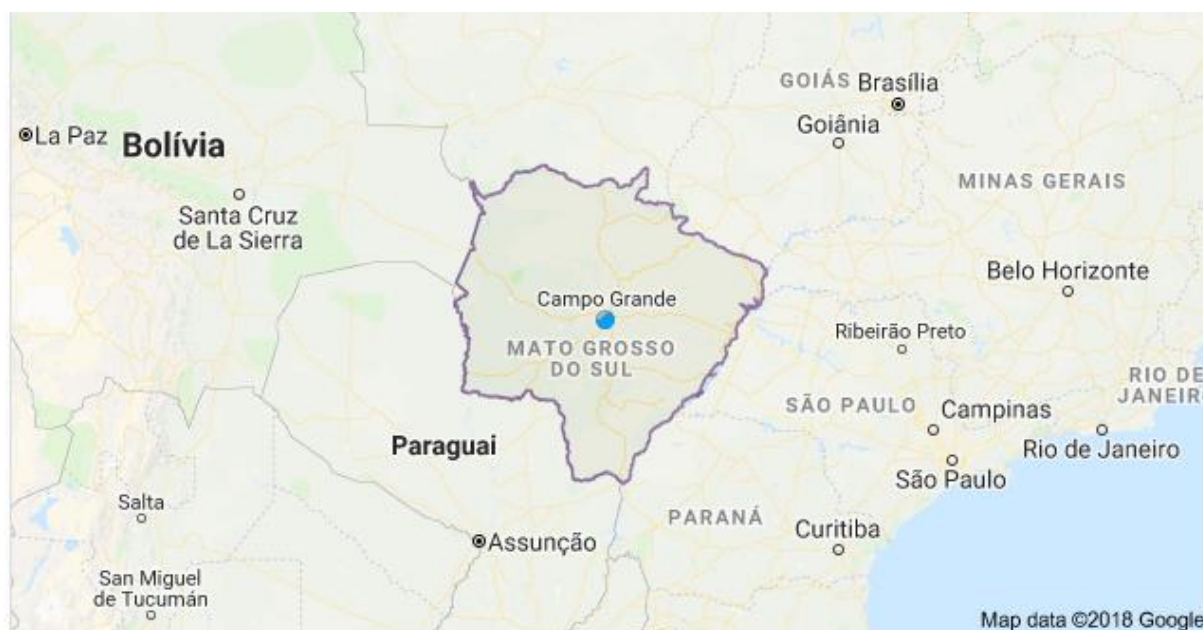 GOIÁS
Brasília
La Paz
Bolívia
Goiânia
MINAS GERAIS
Santa Cruz
de La Sierra
Belo Horizonte
Campo Grande
Ribeirão Preto
MATO GROSSO
DO SUL
RIO DE
JANEIRO
SÃO PAULO
Campinas
Paraguai
Rio de Janeiro
São Paulo
Salta
PARANÁ
Curitiba
Assunção
San Miguel
de Tucumán
Map data ©2018 Google